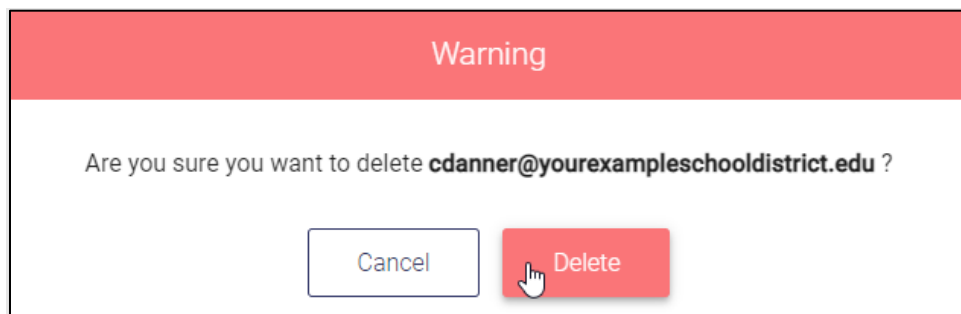 Warning
Are you sure you want to delete cdanner@yourexampleschooldistrict.edu ?
Cancel Delete